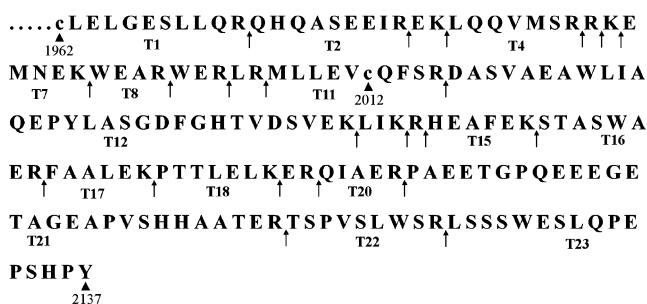 .....cLELGESLLQRQHQASEEIREKLQQVMSRRKE
T1 T2 T4
1962
MNEKWEARWERLRMLLEVcQFSRDASVAEAWLIA
T7 T8 T11
2012
QEPYLASGDFGHTVDSVEKLIKRHEAFEKSTASWA
T12 T15 T16
ERFAALEKPTTLELKERQIAERPAEETGPQEEEGE
T17 T18 T20
TAGEAPVSHHAATERTSPVSLWSRLSSSWESLQPE
T21 T22 T23
PSHPY
2137